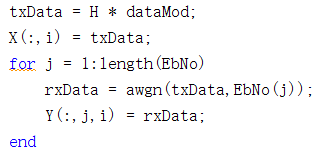 txData = H * dataMod;
X(:,i) = txData;
for j = 1:length(EbNo)
    rxData = awgn(txData,EbNo(j));
    Y(:,j,i) = rxData;
end